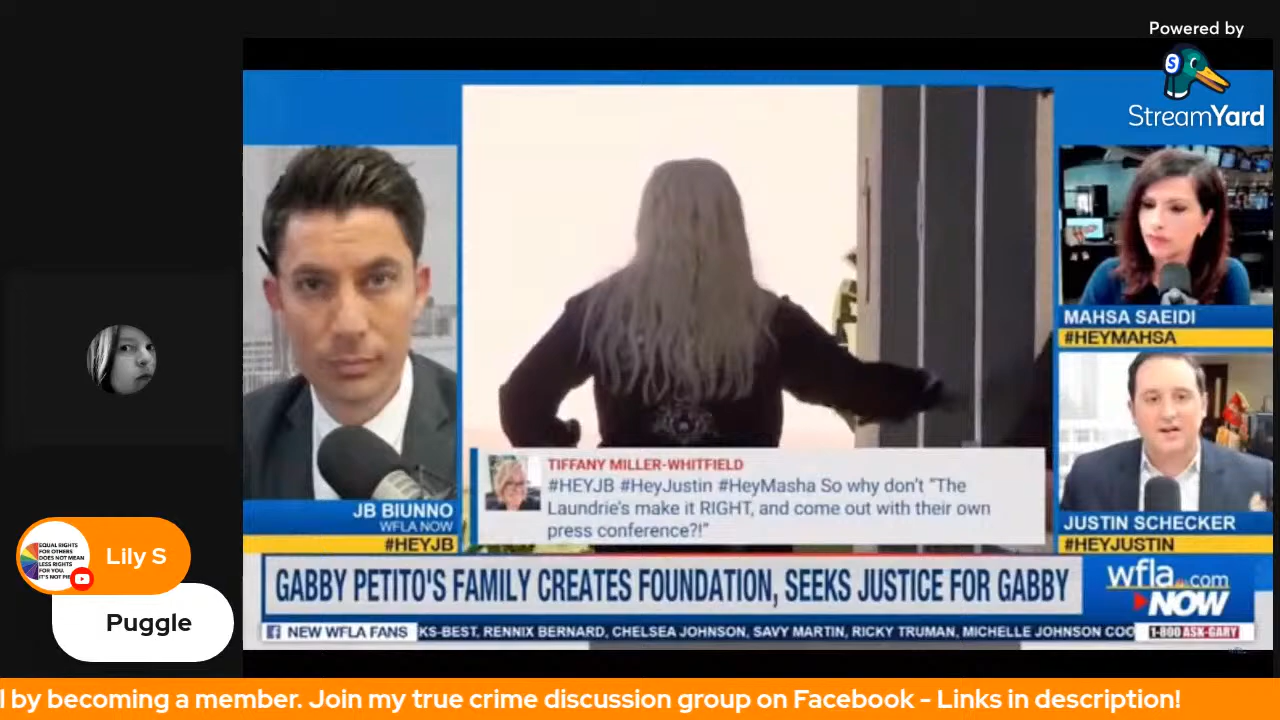 Powered by
StreamYard
MAHSA SAEIDI
#HEYMAHSA
TIFFANY MILLER-WHITFIELD
#HEYJB #HeyJustin #HeyMasha So why don't "The
Laundrie's make it RIGHT, and come out with their own
press conference?!"
JB BIUNNO
WFLA NOW
#HEYJB
JUSTIN SCHECKER
#HEYJUSTIN
EQUAL RIGHTS
FOR OTHERS
DOES NOT MEAN
LESS RIGHTS
FOR YOU.
Lily S
Puggle
GABBY PETITO'S FAMILY CREATES FOUNDATION, SEEKS JUSTICE FOR GABBY
wfla.com
NOW
NEW WFLA FANS KS-BEST, RENNIX BERNARD, CHELSEA JOHNSON, SAVY MARTIN, RICKY TRUMAN, MICHELLE JOHNSON COO 1-800 ASK-GARY
l by becoming a member. Join my true crime discussion group on Facebook - Links in description!